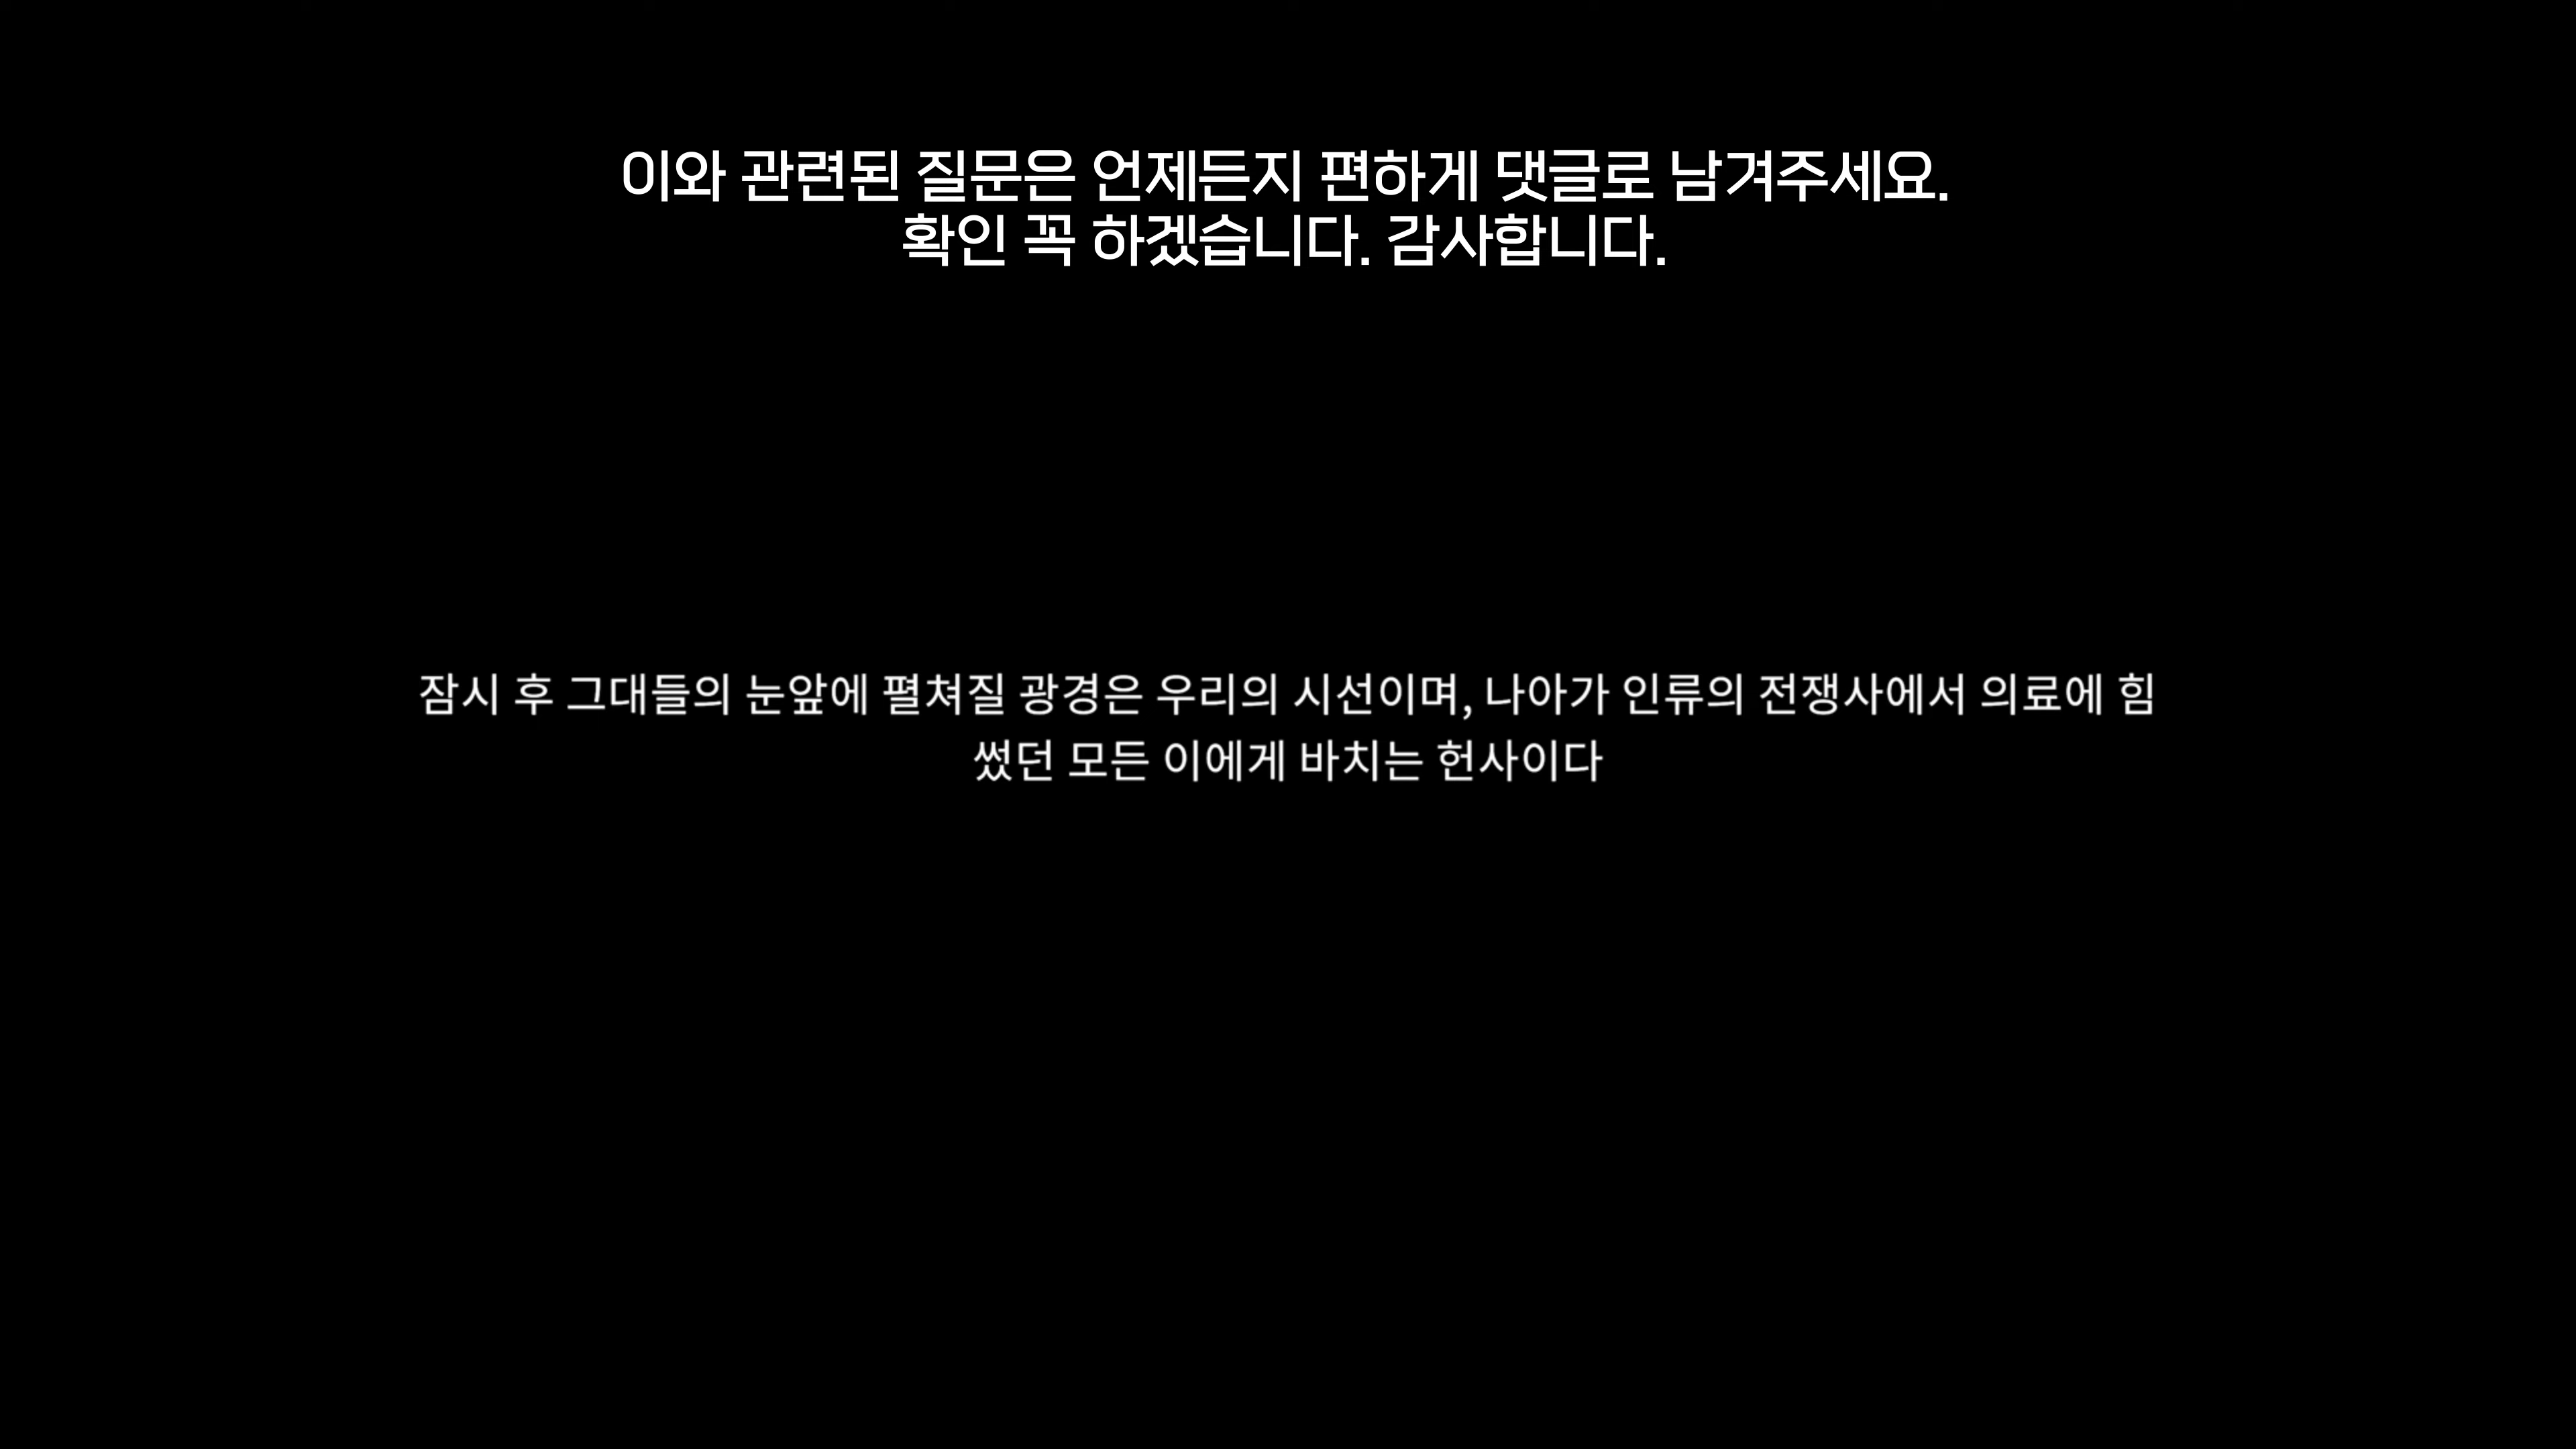 이와 관련된 질문은 언제든지 편하게 댓글로 남겨주세요.
확인 꼭 하겠습니다. 감사합니다.
잠시 후 그대들의 눈앞에 펼쳐질 광경은 우리의 시선이며, 나아가 인류의 전쟁사에서 의료에 힘
썼던 모든 이에게 바치는 헌사이다